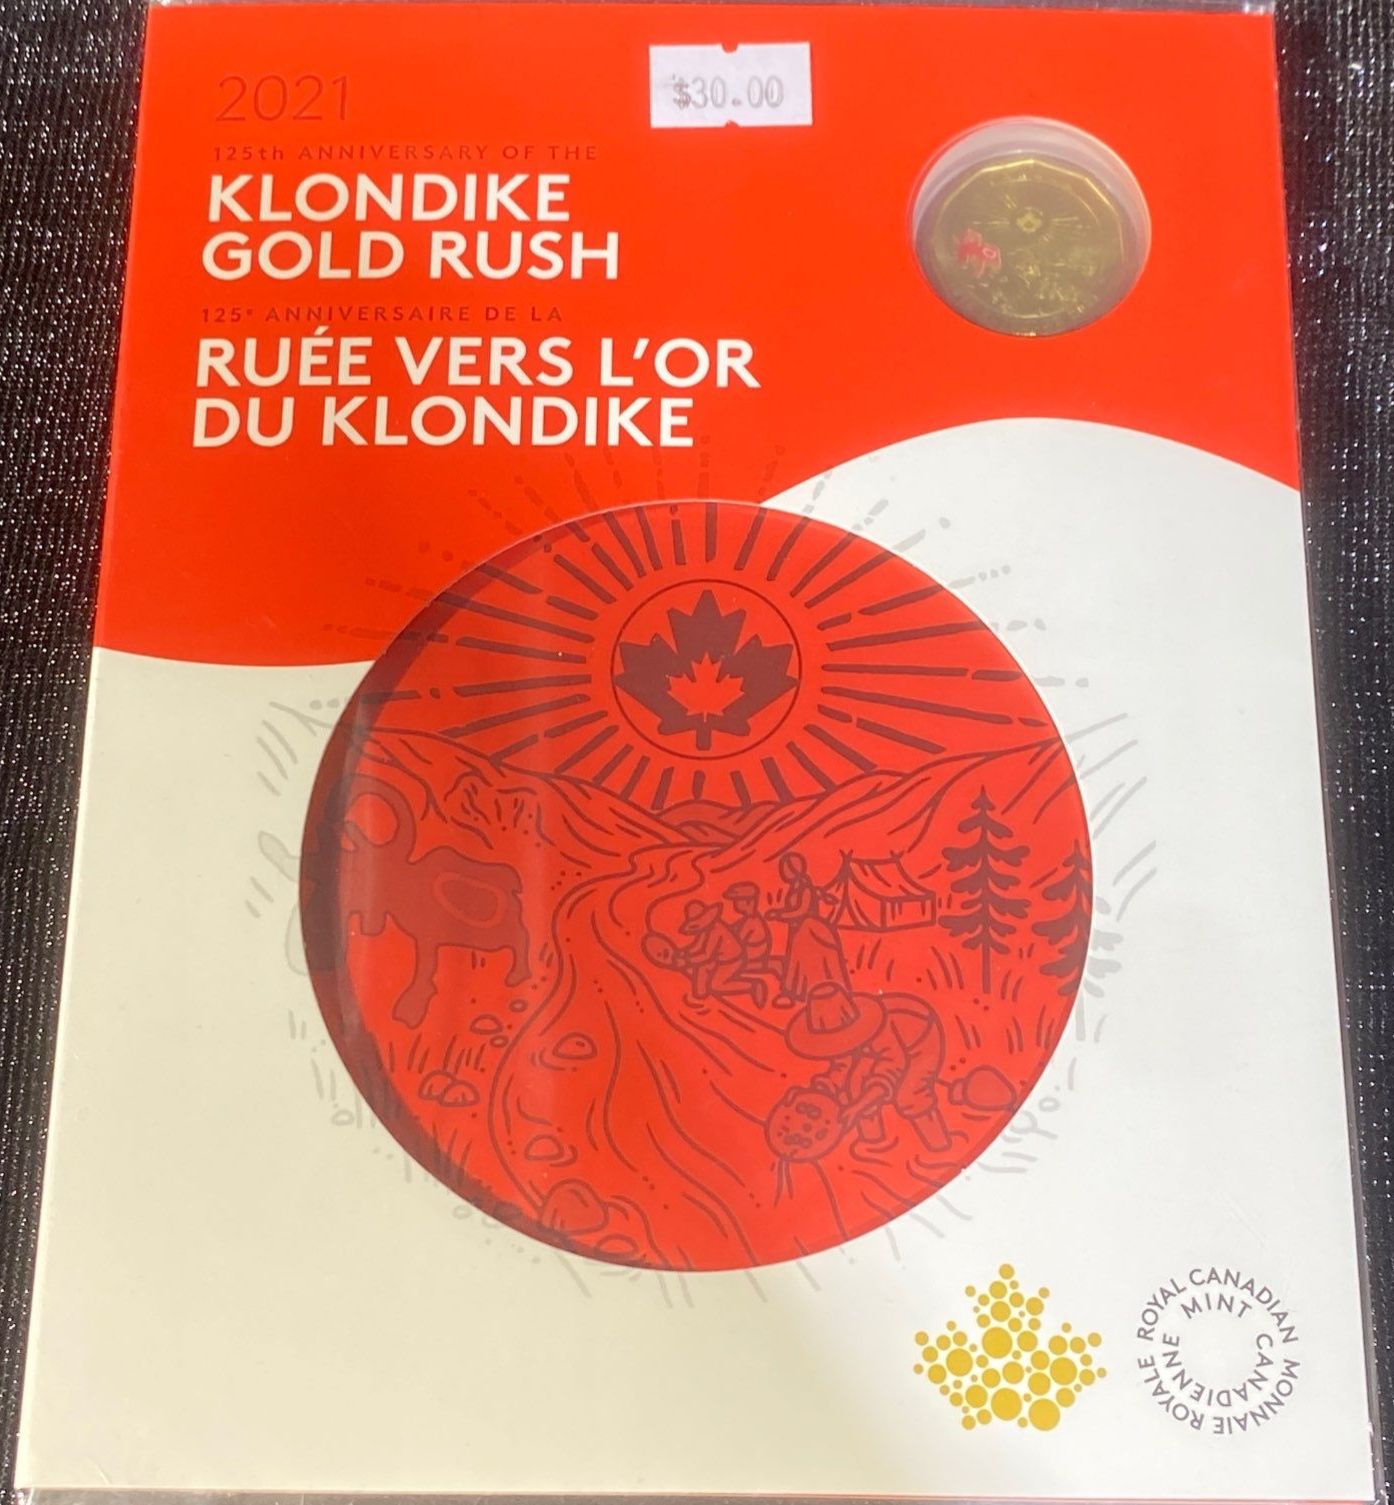 2021
$30.00
125th ANNIVERSARY OF THE
KLONDIKE
GOLD RUSH
125e ANNIVERSAIRE DE LA
RUÉE VERS L'OR
DU KLONDIKE
ROYAL CANADIAN MINT
MONNAIE ROYALE CANADIENNE